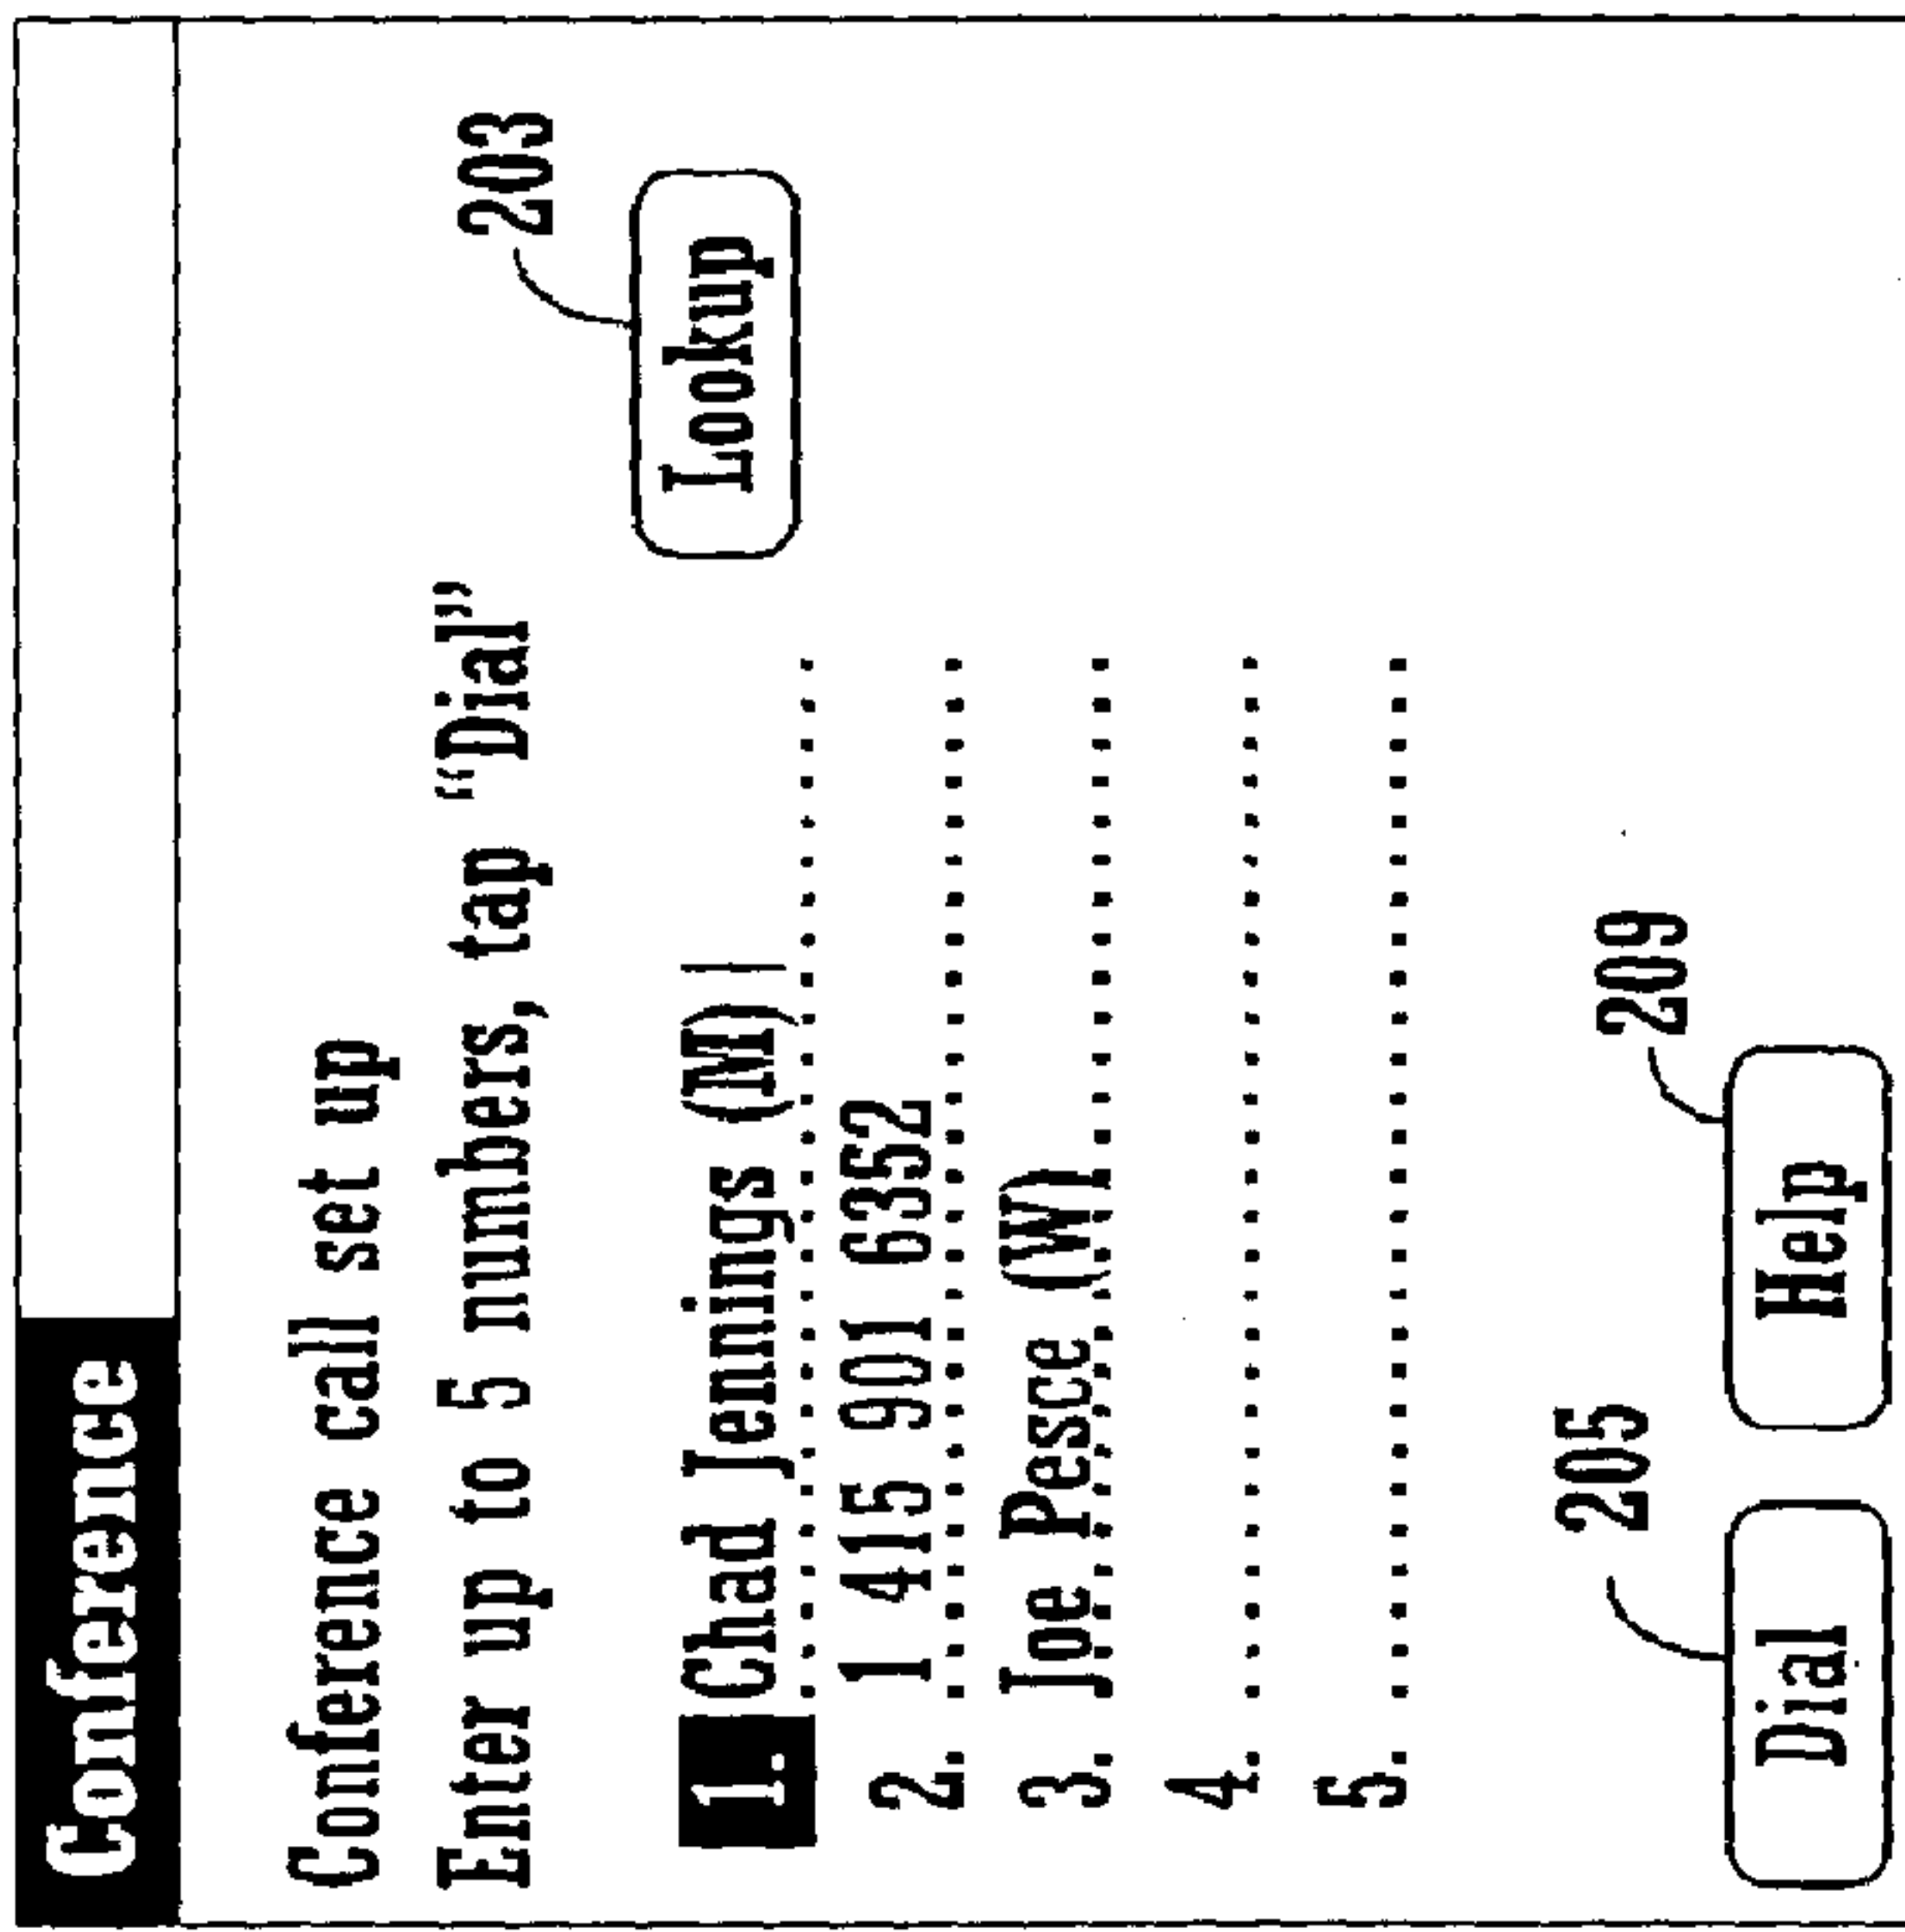 Conference
Conference call set up
Enter up to 5 numbers, tap “Dial”
203
1. Chad Jennings (M)
Lookup
2. 1 415 901 6352
3. Joe Pesce (W)
4.
5.
205
209
Dial
Help